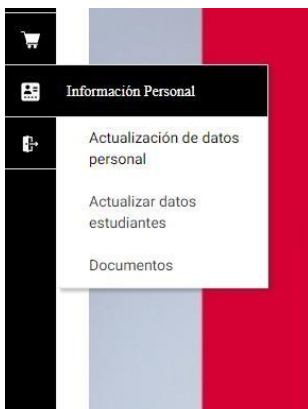 Información Personal
Actualización de datos
personal
Actualizar datos
estudiantes
Documentos